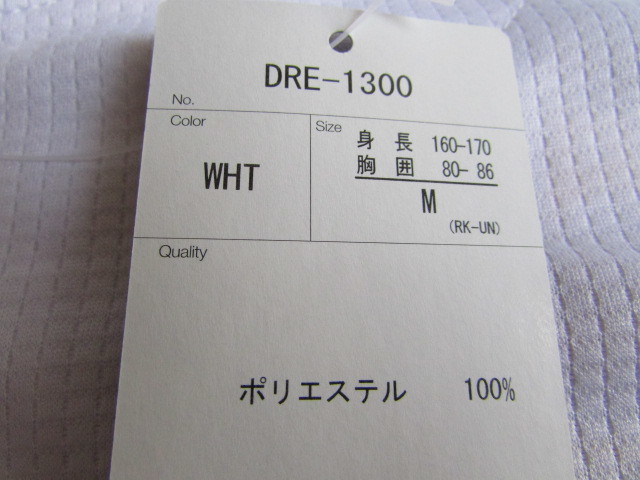 No. DRE-1300
Color
WHT
Size
身長 160-170
胸囲 80-86
M
(RK-UN)
Quality
ポリエステル 100%